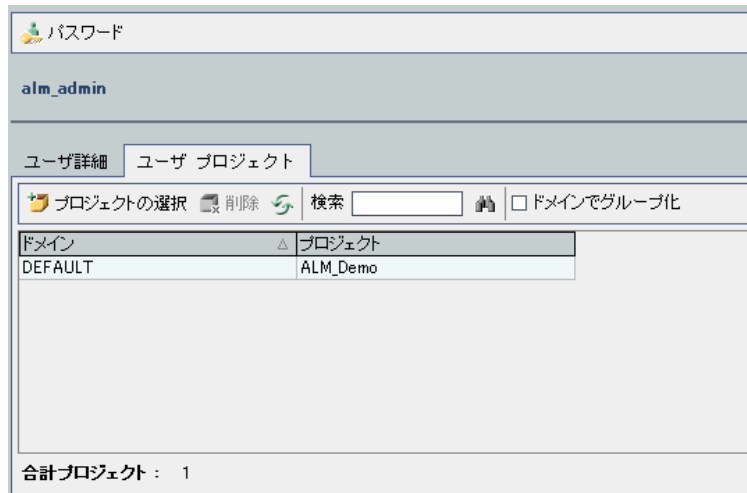 パスワード
alm_admin
ユーザ詳細 ユーザ プロジェクト
プロジェクトの選択 削除 検索 ドメインでグループ化
ドメイン プロジェクト
DEFAULT ALM_Demo
合計プロジェクト： 1